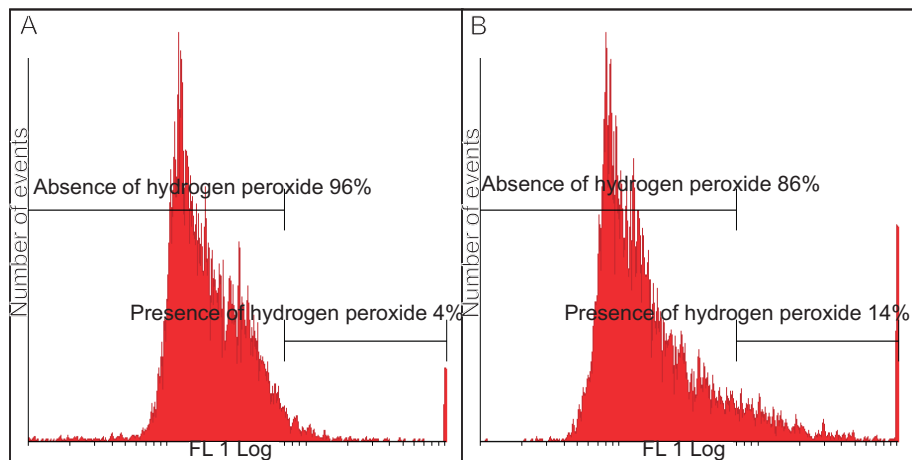 A
Number of events
Absence of hydrogen peroxide 96%
Presence of hydrogen peroxide 4%
FL 1 Log
B
Number of events
Absence of hydrogen peroxide 86%
Presence of hydrogen peroxide 14%
FL 1 Log